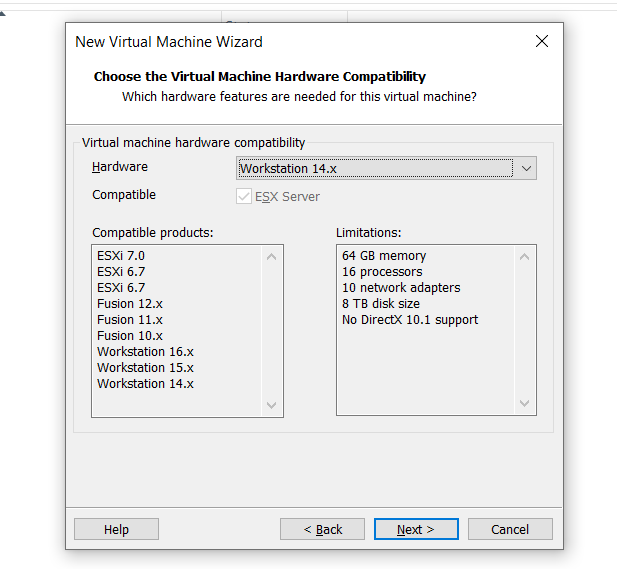 New Virtual Machine Wizard
Choose the Virtual Machine Hardware Compatibility
Which hardware features are needed for this virtual machine?
Virtual machine hardware compatibility
Hardware
Workstation 14.x
Compatible
ESX Server
Compatible products:
ESXi 7.0
ESXi 6.7
ESXi 6.7
Fusion 12.x
Fusion 11.x
Fusion 10.x
Workstation 16.x
Workstation 15.x
Workstation 14.x
Limitations:
64 GB memory
16 processors
10 network adapters
8 TB disk size
No DirectX 10.1 support
Help
< Back
Next >
Cancel